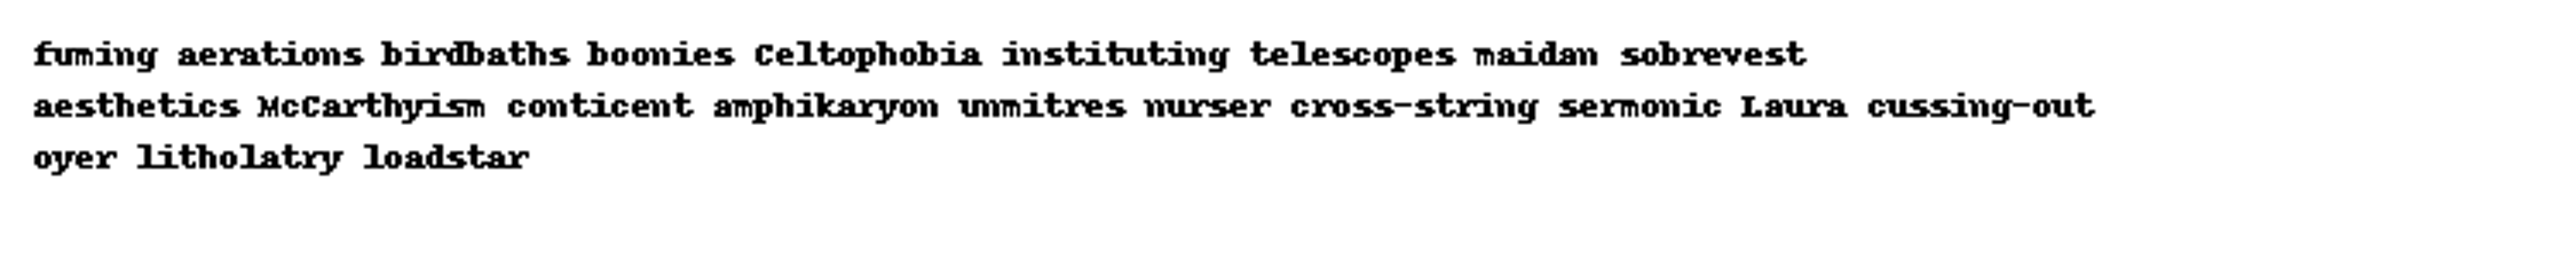 fuming aerations birdbaths boonies Celtophobia instituting telescopes maidan sobrevest
aesthetics McCarthyism conticent amphikaryon unmitres nurser cross-string sermonic Laura cussing-out
oyer litholatry loadstar